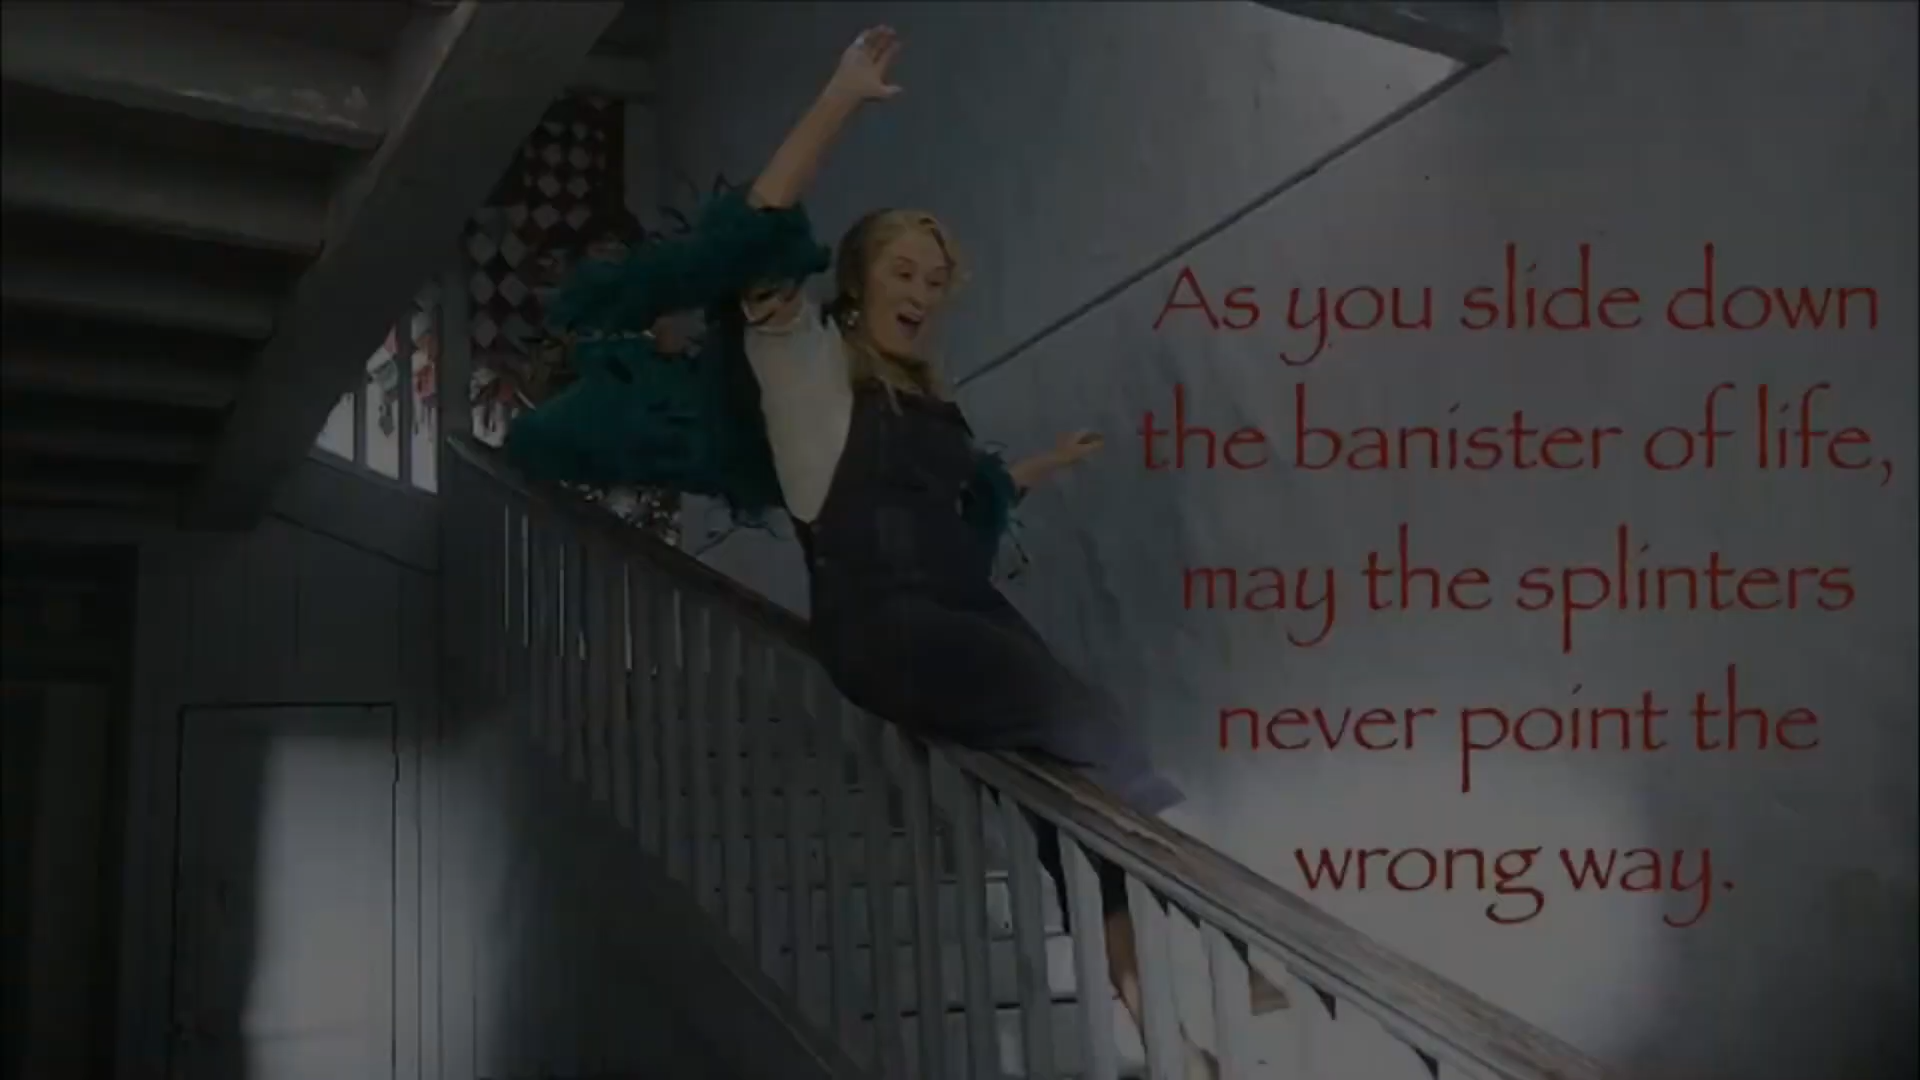 As you slide down
the banister of life,
may the splinters
never point the
wrong way.